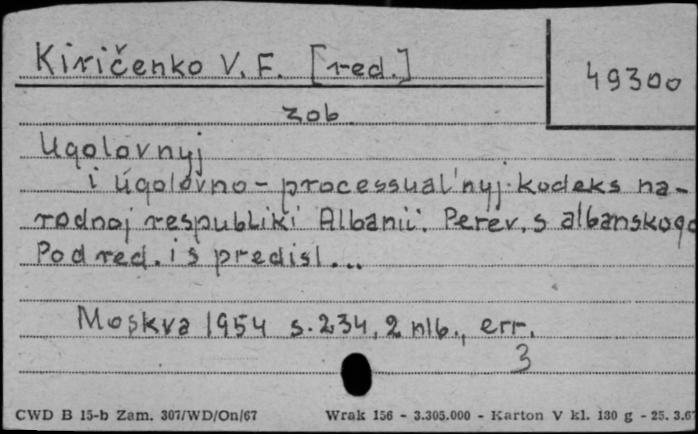 Kiričenko V. F. [red.]
49300
zob.
Ugolovnyj
i ugolovno-processual'nyj kodeks na-
rodnoj respubliki Albanii. Perev. s albanskogo
Pod red. i s predisl...
Moskva 1954 s. 234, 2 nlb., err.
3
CWD B 15-b Zam. 307/WD/On/67 Wrak 156 - 3.305.000 - Karton V kl. 180 g - 25. 3.67